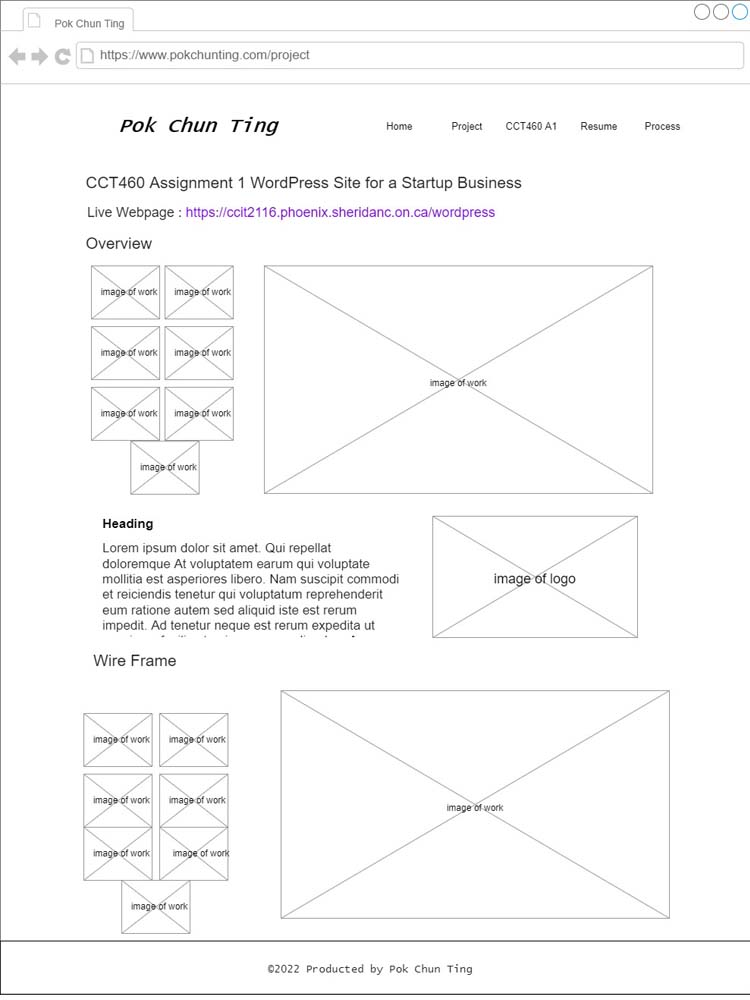 Pok Chun Ting
https://www.pokchunting.com/project
Pok Chun Ting
Home Project CCT460 A1 Resume Process
CCT460 Assignment 1 WordPress Site for a Startup Business
Live Webpage : https://ccit2116.phoenix.sheridanc.on.ca/wordpress
Overview
image of work image of work
image of work image of work
image of work image of work
image of work
image of work
Heading
Lorem ipsum dolor sit amet. Qui repellat
doloremque At voluptatem earum qui voluptate
mollitia est asperiores libero. Nam suscipit commodi
et reiciendis tenetur qui voluptatum reprehenderit
eum ratione autem sed aliquid iste est rerum
impedit. Ad tenetur neque est rerum expedita ut
image of logo
Wire Frame
image of work image of work
image of work image of work
image of work image of work
image of work
image of work
©2022 Producted by Pok Chun Ting